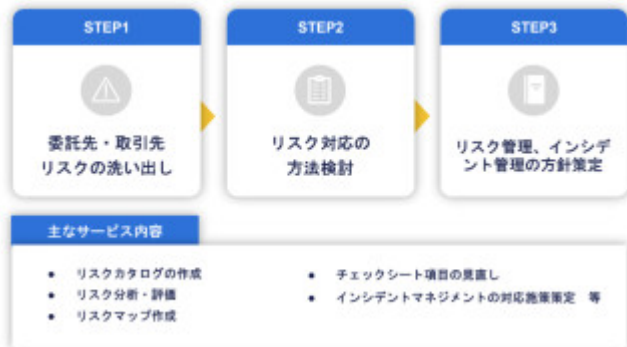 STEP1
委託先・取引先
リスクの洗い出し
STEP2
リスク対応の
方法検討
STEP3
リスク管理、インシデ
ント管理の方針策定
主なサービス内容
• リスクカタログの作成
• リスク分析・評価
• リスクマップ作成
• チェックシート項目の見直し
• インシデントマネジメントの対応施策策定 等